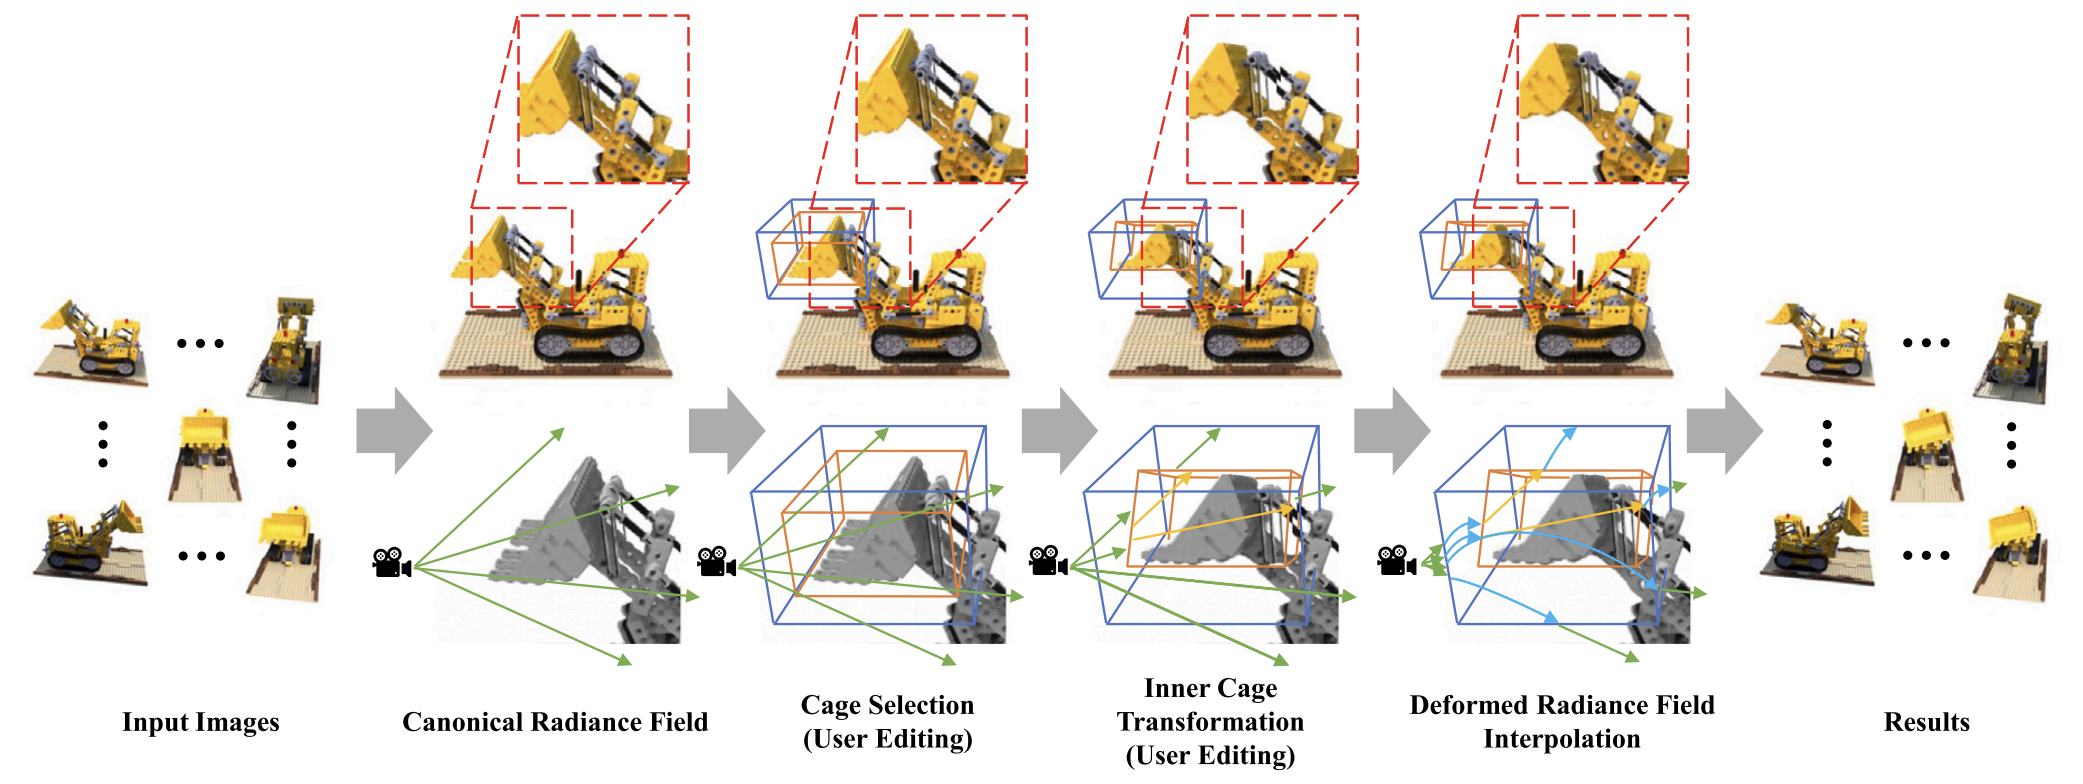 Input Images
Canonical Radiance Field
Cage Selection
(User Editing)
Inner Cage
Transformation
(User Editing)
Deformed Radiance Field
Interpolation
Results